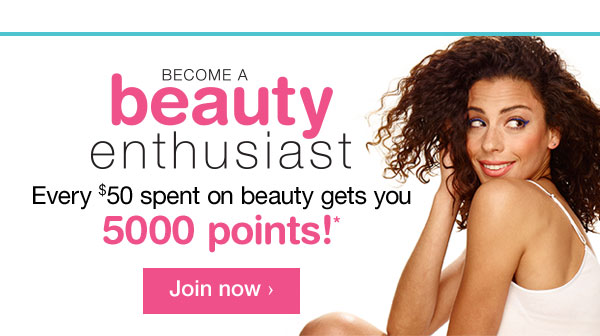 BECOME A
beauty
enthusiast
Every $50 spent on beauty gets you
5000 points!*
Join now ›